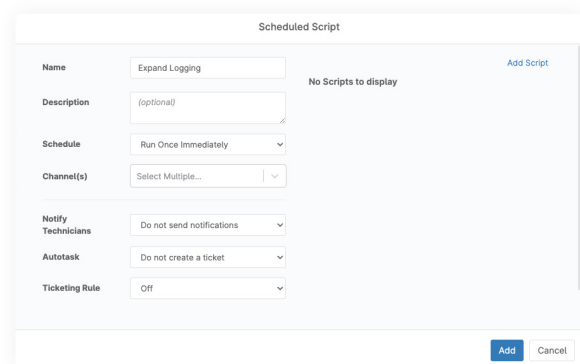 Scheduled Script
Name
Expand Logging
Add Script
No Scripts to display
Description
(optional)
Schedule
Run Once Immediately
Channel(s)
Select Multiple...
Notify
Technicians
Do not send notifications
Autotask
Do not create a ticket
Ticketing Rule
Off
Add
Cancel